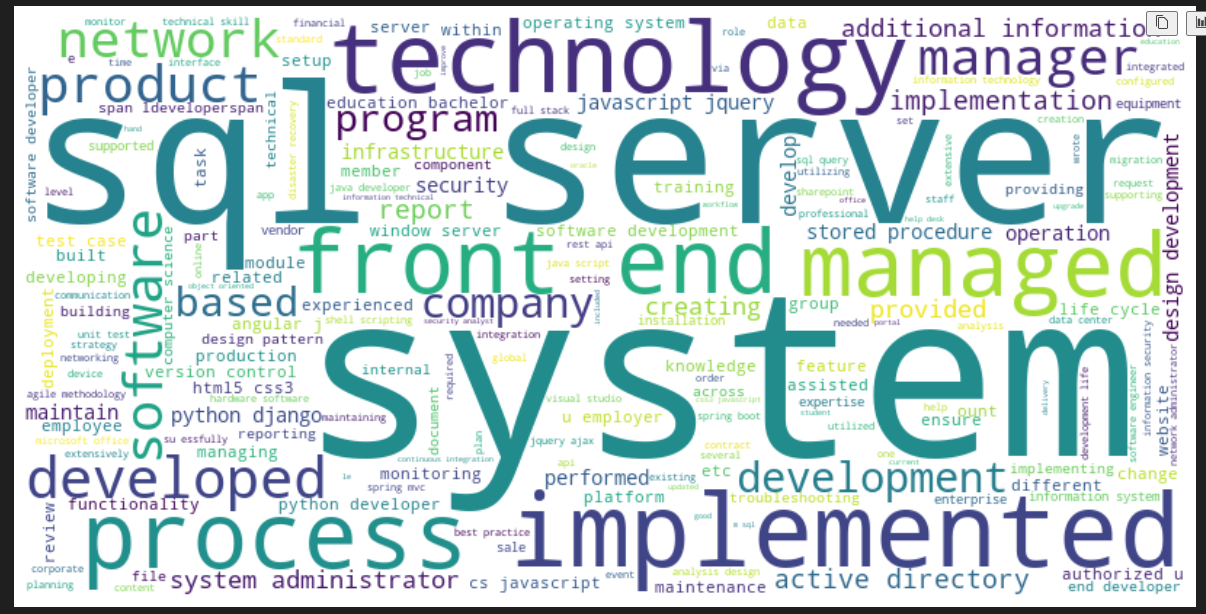 monitor
technical skill
financial
operating system
data
role
additional information
education
network
server within
standard
technology
manager
e
time
interface
setup
job
improve
via
integrated
information technology
configured
product
span ldeveloperspan
education bachelor
full stack
javascript jquery
implementation
equipment
software developer
technical
disaster recovery
program
set
creation
sql server
hand
supported
task
infrastructure
design
develop
sql query
utilizing
extensive
wrote
migration
member
component
oracle
java developer
security
training
sharepoint
providing
request
supporting
level
app
information technical
workflow
office
staff
upgrade
report
professional
help desk
vendor
window server
software development
stored procedure
operation
design development
test case
part
rest api
built
software
computer science
online
module
front end
java script
managed
developing
related
setting
object oriented
communication
deployment
based
experienced
company
included
creating
group
provided
life cycle
building
angular j
shell scripting
security analyst
installation
needed
portal
analysis
data center
unit test
strategy
design pattern
integration
system
networking
production
global
knowledge
feature
information security
device
version control
internal
required
order
across
assisted
agile methodology
html5 css3
hardware software
document
visual studio
css3 javascript
expertise
student
help
ount
delivery
development life
software engineer
website
network administrator
maintain
python django
maintaining
u employer
spring boot
utilized
ensure
employee
microsoft office
su essfully
reporting
plan
jquery ajax
contract
several
one
current
extensively
managing
continuous integration
api
developed
ie
monitoring
performed
existing
etc
development
implementing
different
change
spring mvc
updated
functionality
python developer
platform
troubleshooting
enterprise
information system
review
process
good
m sql
implemented
best practice
sale
corporate
planning
file
content
system administrator
cs javascript
event
analysis design
maintenance
active directory
authorized u
end developer